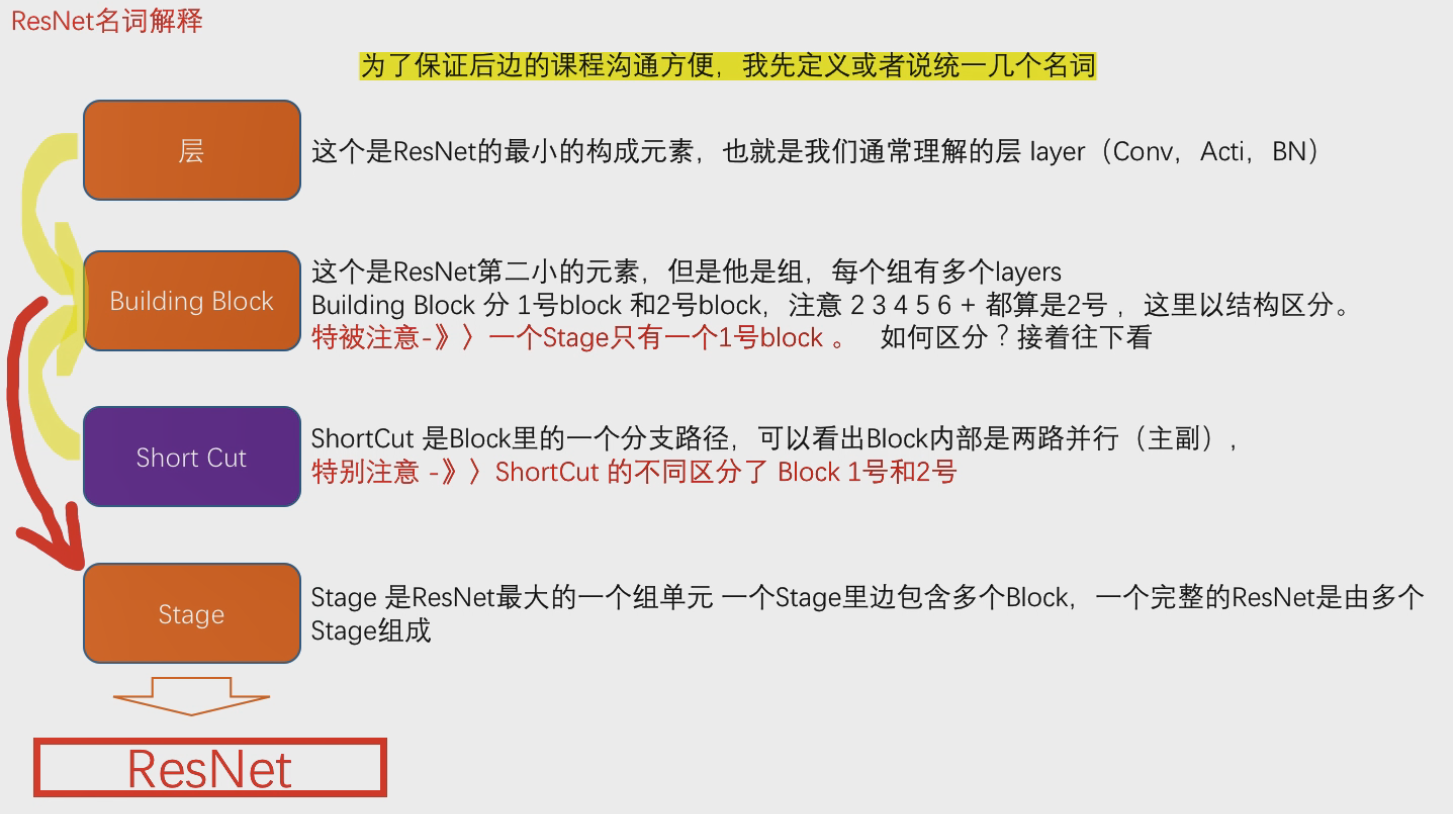 ResNet名词解释
为了保证后边的课程沟通方便，我先定义或者说统一几个名词
层
这个是ResNet的最小的构成元素，也就是我们通常理解的层 layer（Conv，Acti，BN）
Building Block
这个是ResNet第二小的元素，但是他是组，每个组有多个layers
Building Block 分 1号block 和2号block，注意 2 3 4 5 6 + 都算是2号 ，这里以结构区分。
特被注意-》〉一个Stage只有一个1号block 。 如何区分？接着往下看
Short Cut
ShortCut 是Block里的一个分支路径，可以看出Block内部是两路并行（主副），
特别注意 -》〉ShortCut 的不同区分了 Block 1号和2号
Stage
Stage 是ResNet最大的一个组单元 一个Stage里边包含多个Block，一个完整的ResNet是由多个
Stage组成
ResNet